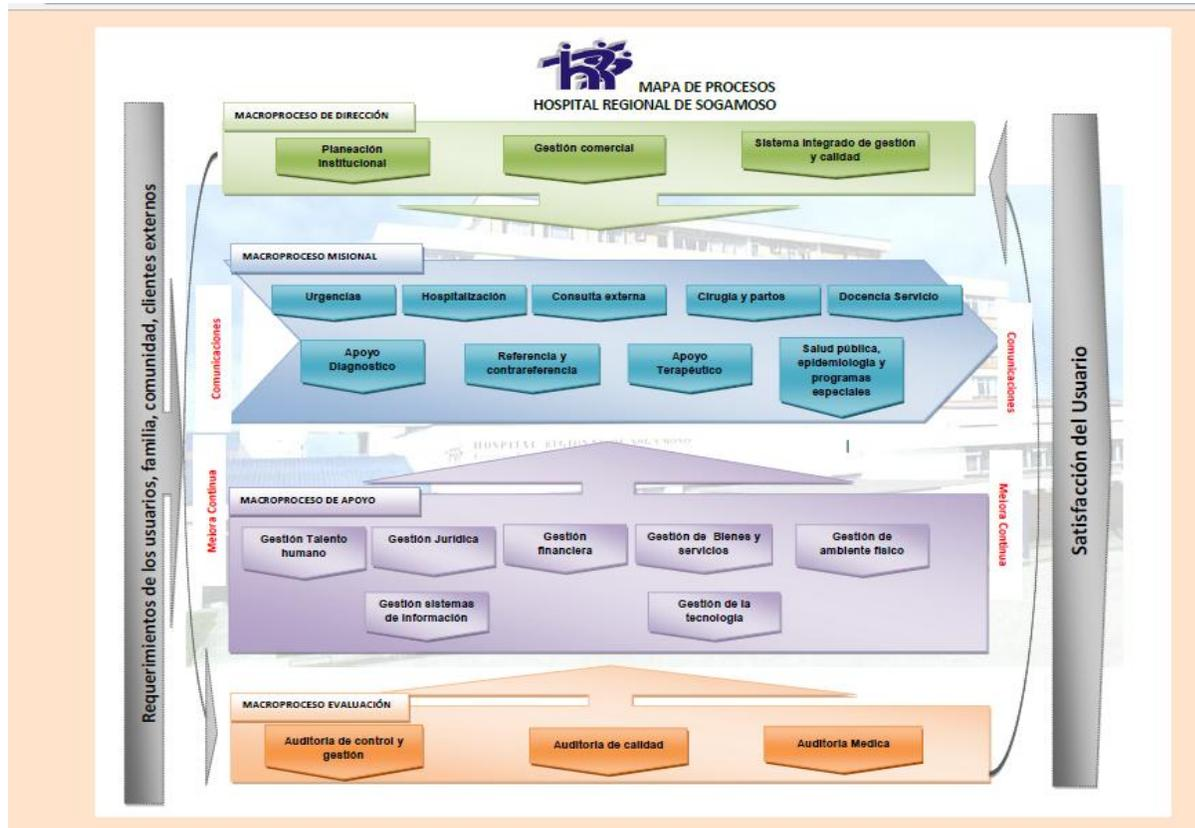 MAPA DE PROCESOS
HOSPITAL REGIONAL DE SOGAMOSO
Requerimientos de los usuarios, familia, comunidad, clientes externos
MACROPROCESO DE DIRECCIÓN
Planeación
Institucional
Gestión comercial
Sistema integrado de gestión
y calidad
MACROPROCESO MISIONAL
Urgencias
Hospitalización
Consulta externa
Cirugía y partos
Docencia Servicio
Apoyo
Diagnostico
Referencia y
contrareferencia
Apoyo
Terapéutico
Salud pública,
epidemiologia y
programas
especiales
Comunicaciones
Comunicaciones
HOSPITAL REGIONAL DE SOGAMOSO
Mejora Continua
Mejora Continua
MACROPROCESO DE APOYO
Gestión Talento
humano
Gestión Jurídica
Gestión
financiera
Gestión de Bienes y
servicios
Gestión de
ambiente físico
Gestión sistemas
de información
Gestión de la
tecnología
MACROPROCESO EVALUACIÓN
Auditoria de control y
gestión
Auditoria de calidad
Auditoria Medica
Satisfacción del Usuario